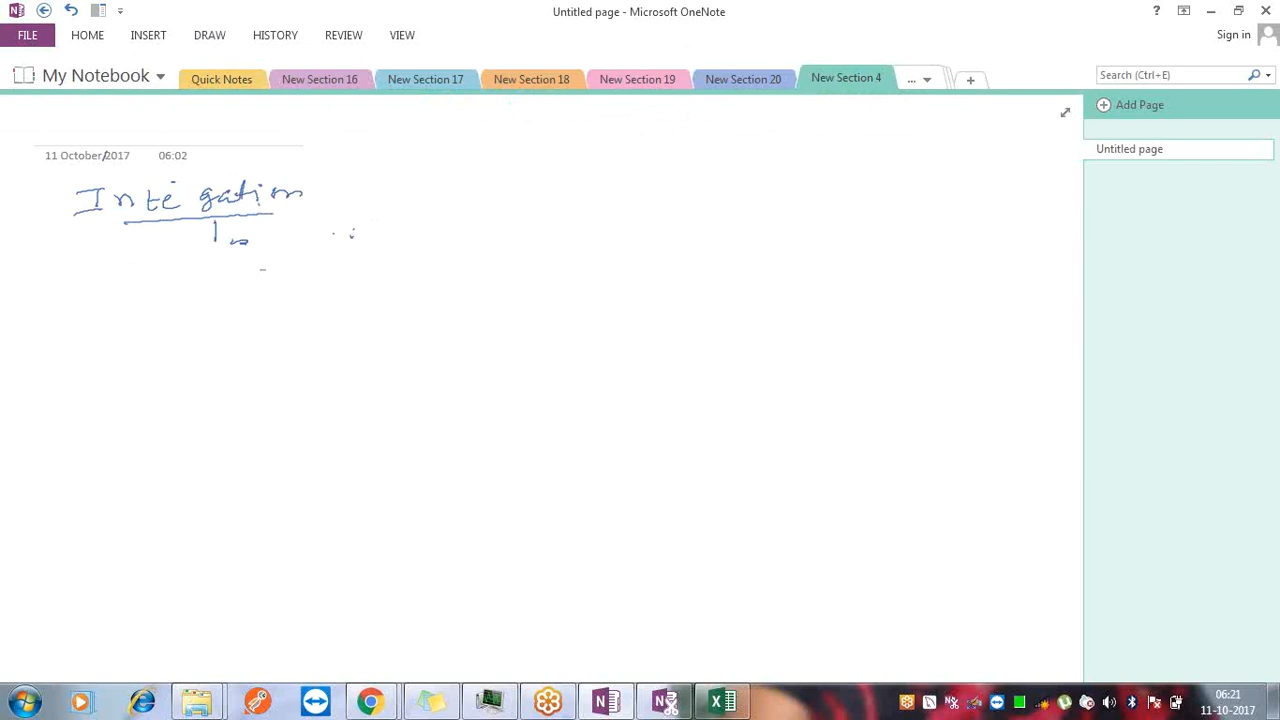 Untitled page - Microsoft OneNote
FILE HOME INSERT DRAW HISTORY REVIEW VIEW
Sign in
My Notebook Quick Notes New Section 16 New Section 17 New Section 18 New Section 19 New Section 20 New Section 4 ... Search (Ctrl+E)
Add Page
Untitled page
11 October 2017 06:02
Integation
06:21
11-10-2017